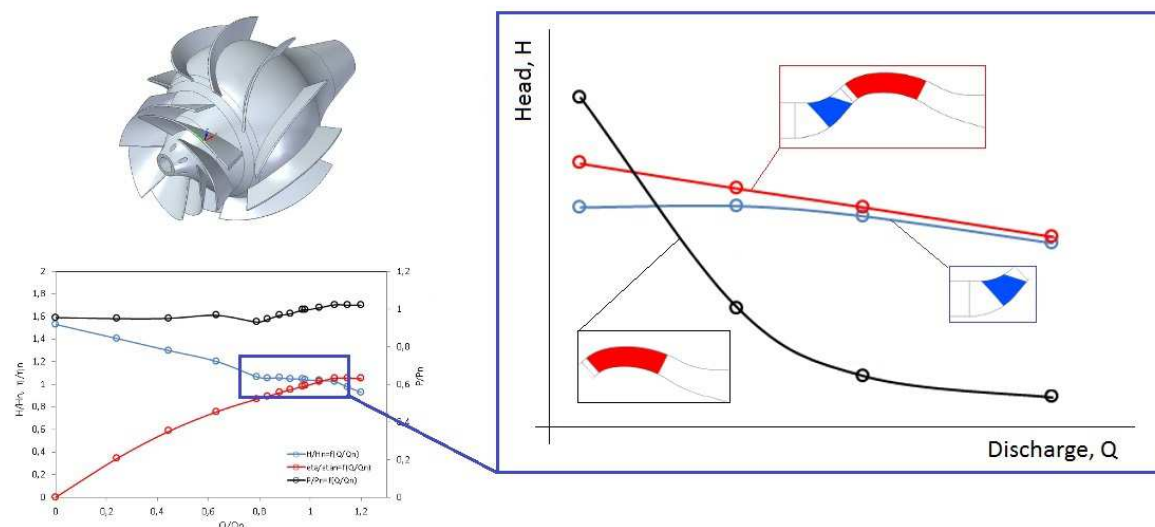 Head, H
Discharge, Q
2
1,8
1,6
1,4
1,2
1
0,8
0,6
0,4
0,2
0
1,2
1
0,8
0,6
0,4
0,2
0
H/Hn,
P/Pn
H/Hn=f(Q/Qn)
P/Pn=f(Q/Qn)
0 0,2 0,4 0,6 0,8 1 1,2
Q/Qn